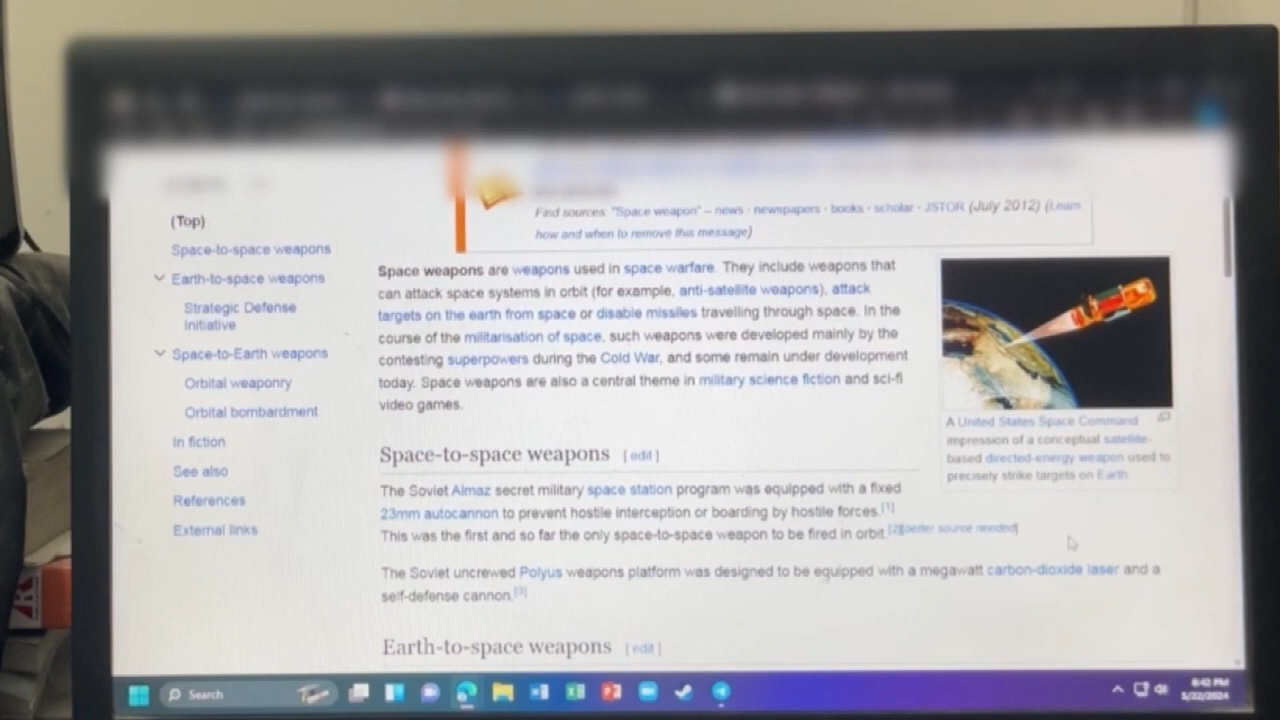 Find sources: "Space weapon" – news · newspapers · books · scholar · JSTOR (July 2012) (Learn
how and when to remove this message)
(Top)
Space-to-space weapons
Earth-to-space weapons
Strategic Defense
Initiative
Space-to-Earth weapons
Orbital weaponry
Orbital bombardment
In fiction
See also
References
External links
Space weapons are weapons used in space warfare. They include weapons that
can attack space systems in orbit (for example, anti-satellite weapons), attack
targets on the earth from space or disable missiles travelling through space. In the
course of the militarisation of space, such weapons were developed mainly by the
contesting superpowers during the Cold War, and some remain under development
today. Space weapons are also a central theme in military science fiction and sci-fi
video games.
A United States Space Command
impression of a conceptual satellite-
based directed-energy weapon used to
precisely strike targets on Earth
Space-to-space weapons [edit]
The Soviet Almaz secret military space station program was equipped with a fixed
23mm autocannon to prevent hostile interception or boarding by hostile forces.[1]
This was the first and so far the only space-to-space weapon to be fired in orbit.[2][better source needed]
The Soviet uncrewed Polyus weapons platform was designed to be equipped with a megawatt carbon-dioxide laser and a
self-defense cannon.[3]
Earth-to-space weapons [edit]
Search
8:42 PM
5/22/2024